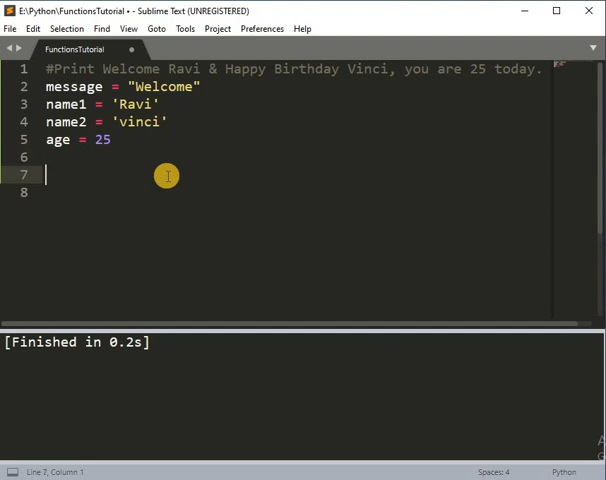 E:\Python\FunctionsTutorial • - Sublime Text (UNREGISTERED)
File Edit Selection Find View Goto Tools Project Preferences Help
FunctionsTutorial
1 #Print Welcome Ravi & Happy Birthday Vinci, you are 25 today.
2 message = "Welcome"
3 name1 = 'Ravi'
4 name2 = 'vinci'
5 age = 25
6
7
8
[Finished in 0.2s]
Line 7, Column 1 Spaces: 4 Python